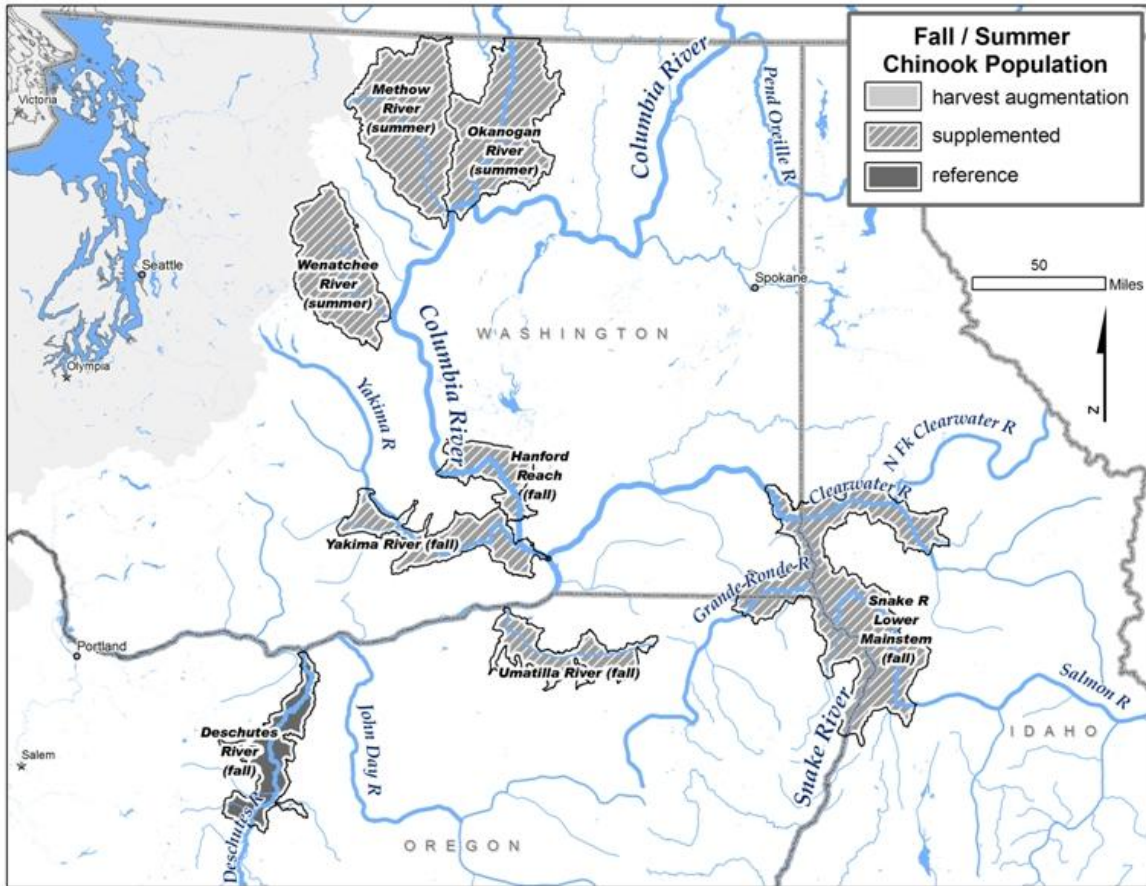 Fall / Summer
Chinook Population
harvest augmentation
supplemented
reference
50
Miles
N
Victoria
Seattle
Olympia
Spokane
Portland
Salem
WASHINGTON
OREGON
IDAHO
Methow
River
(summer)
Okanogan
River
(summer)
Columbia River
Pend Oreille R
Wenatchee
River
(summer)
Columbia River
Yakima R
Hanford
Reach
(fall)
Yakima River (fall)
N Fk Clearwater R
Clearwater R
Grande-Ronde-R
Snake R
Lower
Mainstem
(fall)
Umatilla River (fall)
Salmon R
Snake River
Deschutes
River
(fall)
John Day R
Deschutes R